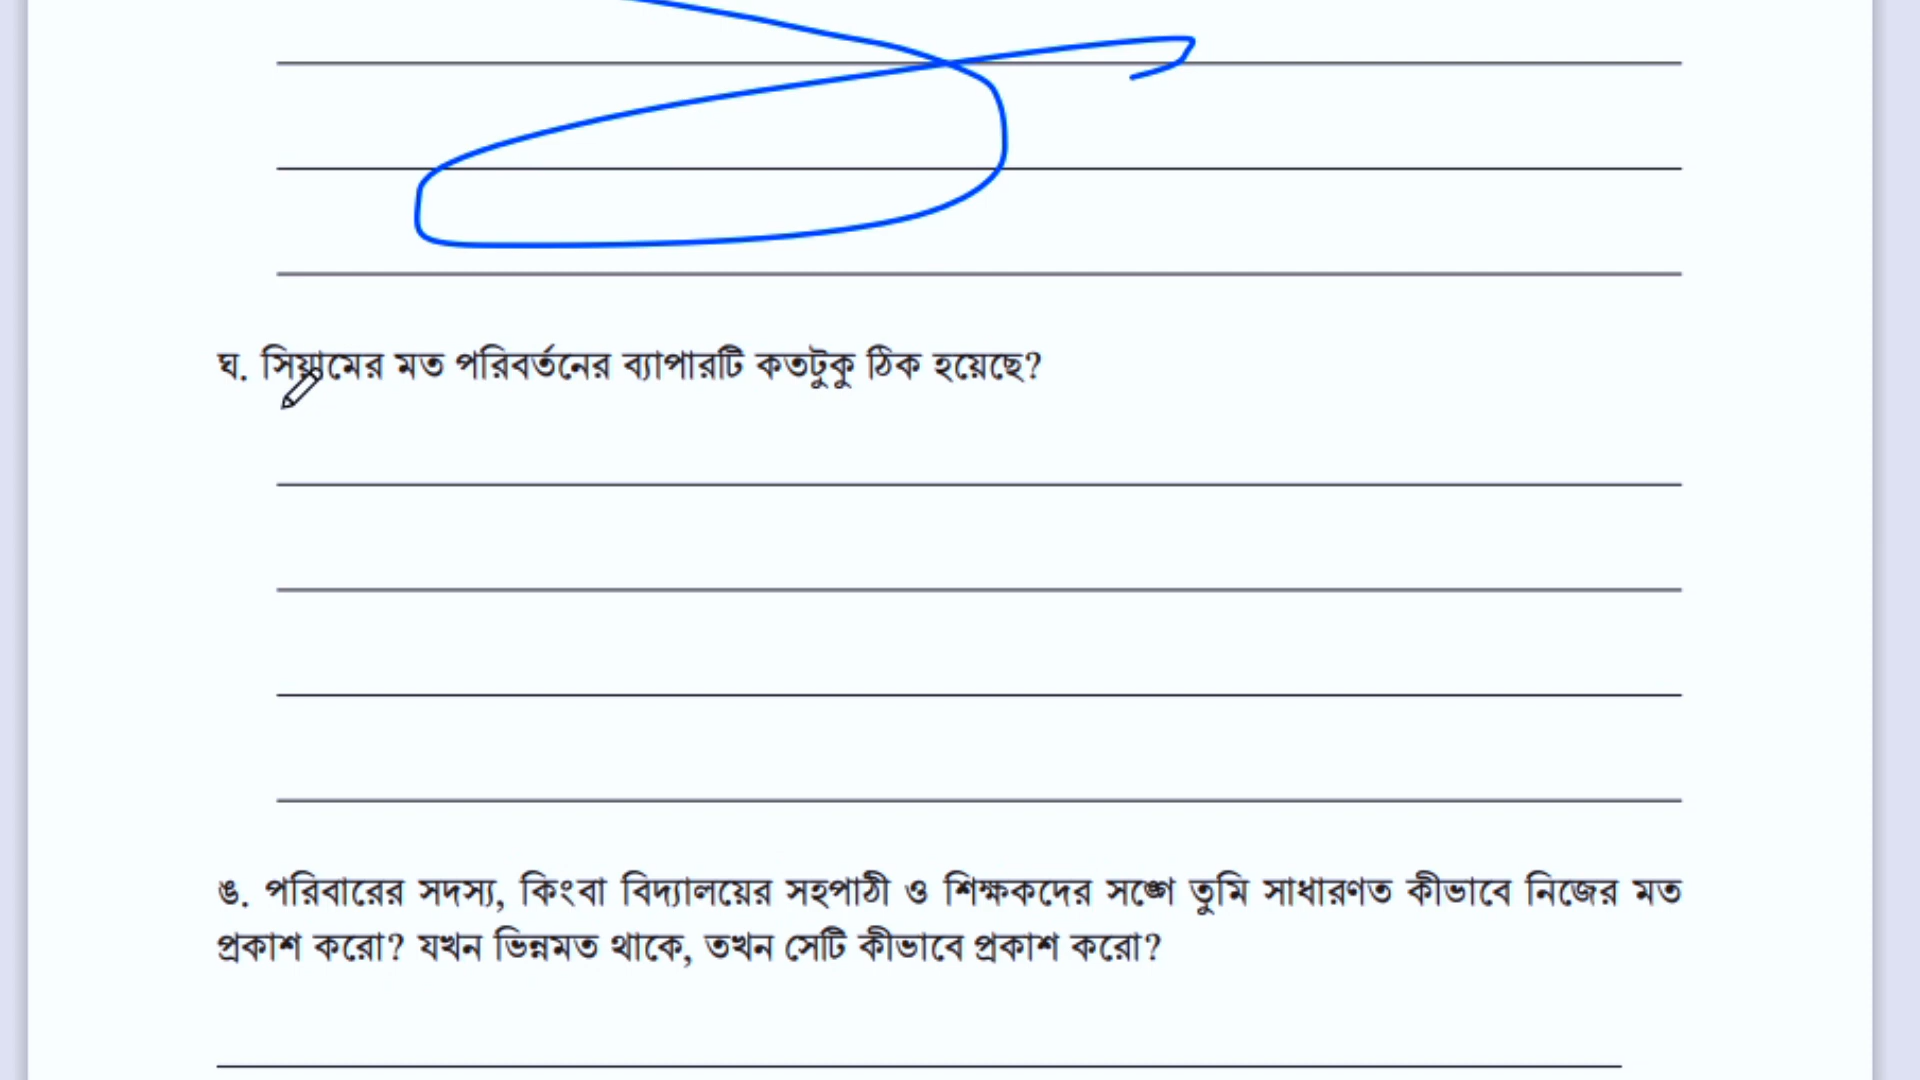 ঘ. সিয়ামের মত পরিবর্তনের ব্যাপারটি কতটুকু ঠিক হয়েছে?
ঙ. পরিবারের সদস্য, কিংবা বিদ্যালয়ের সহপাঠী ও শিক্ষকদের সঙ্গে তুমি সাধারণত কীভাবে নিজের মত
প্রকাশ করো? যখন ভিন্নমত থাকে, তখন সেটি কীভাবে প্রকাশ করো?